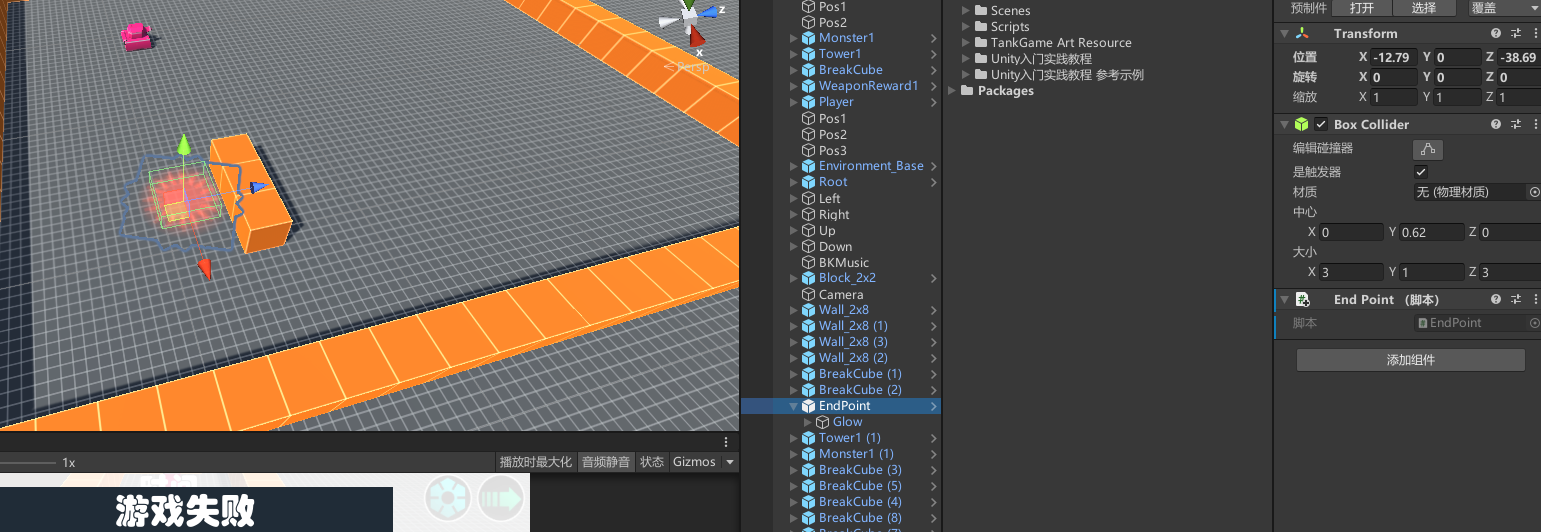 z
x
Persp
1x
播放时最大化
音频静音
状态
Gizmos
游戏失败
Pos1
Pos2
Monster1
Tower1
BreakCube
WeaponReward1
Player
Pos1
Pos2
Pos3
Environment_Base
Root
Left
Right
Up
Down
BKMusic
Block_2x2
Camera
Wall_2x8
Wall_2x8 (1)
Wall_2x8 (3)
Wall_2x8 (2)
BreakCube (1)
BreakCube (2)
EndPoint
Glow
Tower1 (1)
Monster1 (1)
BreakCube (3)
BreakCube (5)
BreakCube (4)
BreakCube (8)
Scenes
Scripts
TankGame Art Resource
Unity入门实践教程
Unity入门实践教程 参考示例
Packages
预制件 打开 选择 覆盖
Transform
位置 X -12.79 Y 0 Z -38.69
旋转 X 0 Y 0 Z 0
缩放 X 1 Y 1 Z 1
Box Collider
编辑碰撞器
是触发器
材质 无 (物理材质)
中心
X 0 Y 0.62 Z 0
大小
X 3 Y 1 Z 3
End Point （脚本）
脚本 EndPoint
添加组件